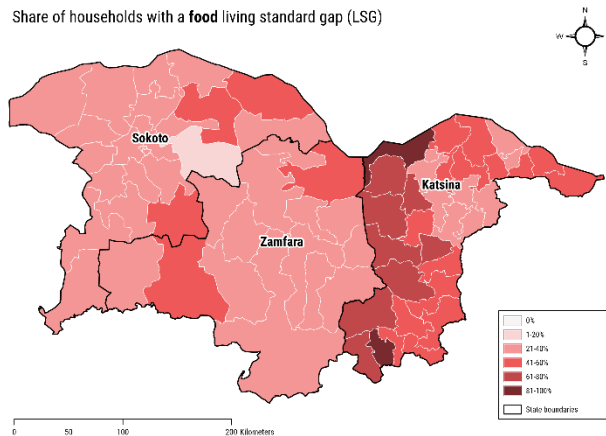 Share of households with a food living standard gap (LSG)
N
W
E
S
Sokoto
Katsina
Zamfara
0%
1-20%
21-40%
41-60%
61-80%
81-100%
State boundaries
0 50 100 200 Kilometers